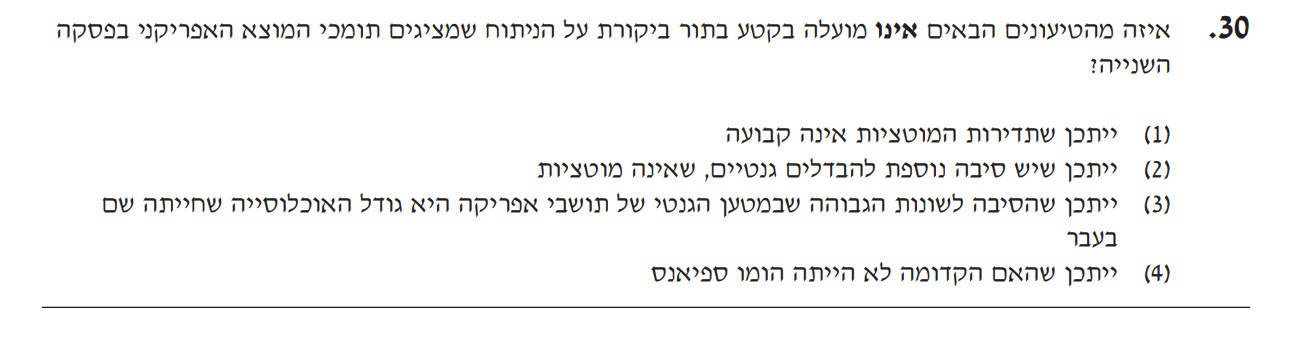 30. איזה מהטיעונים הבאים אינו מועלה בקטע בתור ביקורת על הניתוח שמציגים תומכי המוצא האפריקני בפסקה
השנייה?
(1) ייתכן שתדירות המוטציות אינה קבועה
(2) ייתכן שיש סיבה נוספת להבדלים גנטיים, שאינה מוטציות
(3) ייתכן שהסיבה לשונות הגבוהה שבמטען הגנטי של תושבי אפריקה היא גודל האוכלוסייה שחייתה שם
בעבר
(4) ייתכן שהאם הקדומה לא הייתה הומו ספיאנס